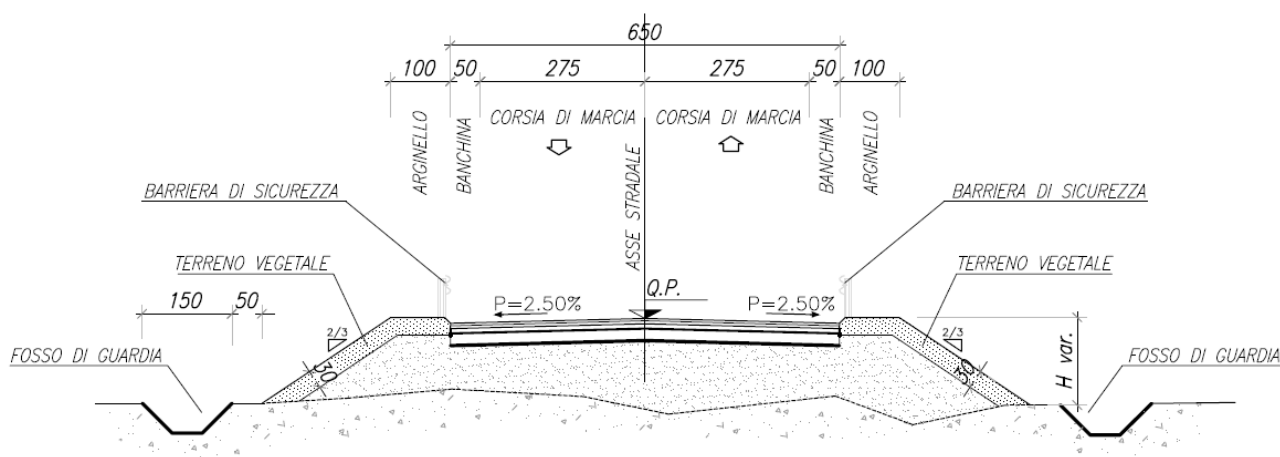 650
100 50 275 275 50 100
ARGINELLO
BANCHINA
CORSIA DI MARCIA
CORSIA DI MARCIA
BANCHINA
ARGINELLO
ASSE STRADALE
BARRIERA DI SICUREZZA
BARRIERA DI SICUREZZA
TERRENO VEGETALE
TERRENO VEGETALE
150 50
P=2.50%
Q.P.
P=2.50%
2/3
2/3
FOSSO DI GUARDIA
30
30
H var.
FOSSO DI GUARDIA